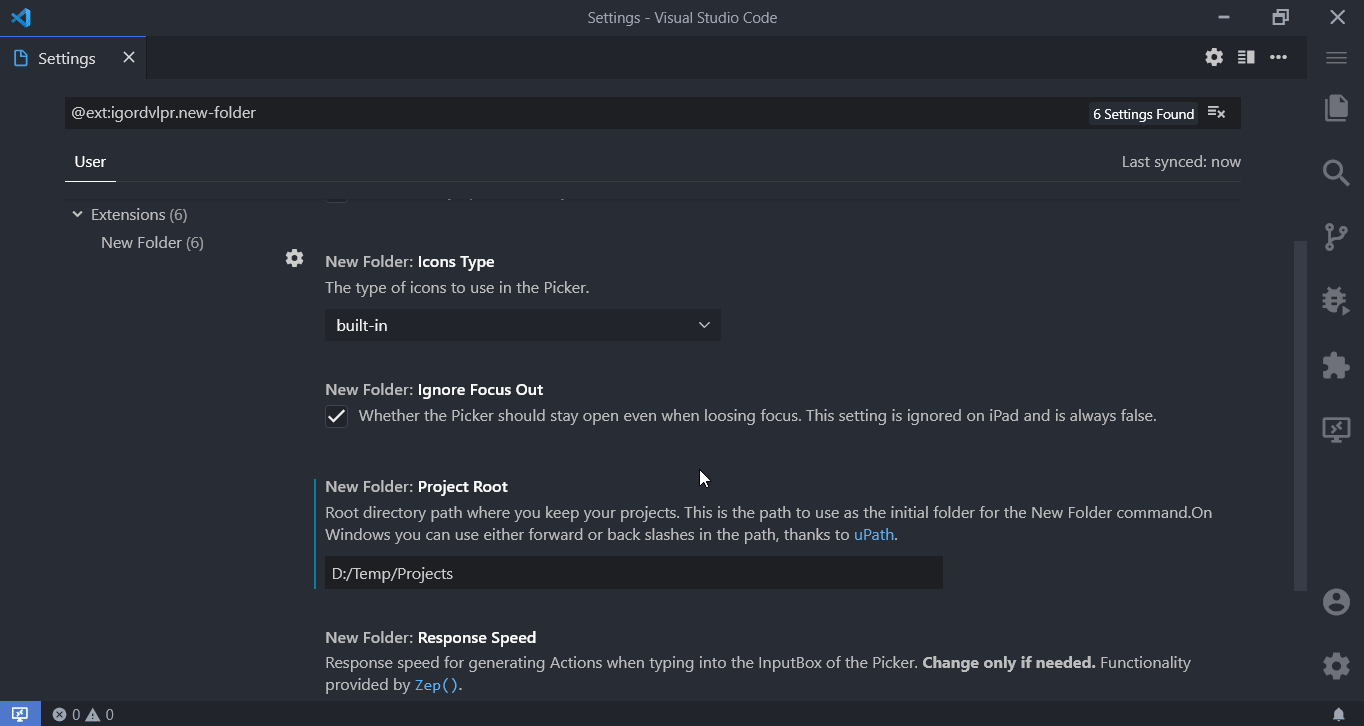 Settings - Visual Studio Code
Settings
@ext:igordvlpr.new-folder
6 Settings Found
User
Last synced: now
Extensions (6)
New Folder (6)
New Folder: Icons Type
The type of icons to use in the Picker.
built-in
New Folder: Ignore Focus Out
Whether the Picker should stay open even when loosing focus. This setting is ignored on iPad and is always false.
New Folder: Project Root
Root directory path where you keep your projects. This is the path to use as the initial folder for the New Folder command.On
Windows you can use either forward or back slashes in the path, thanks to uPath.
D:/Temp/Projects
New Folder: Response Speed
Response speed for generating Actions when typing into the InputBox of the Picker. Change only if needed. Functionality
provided by Zep().
0 0